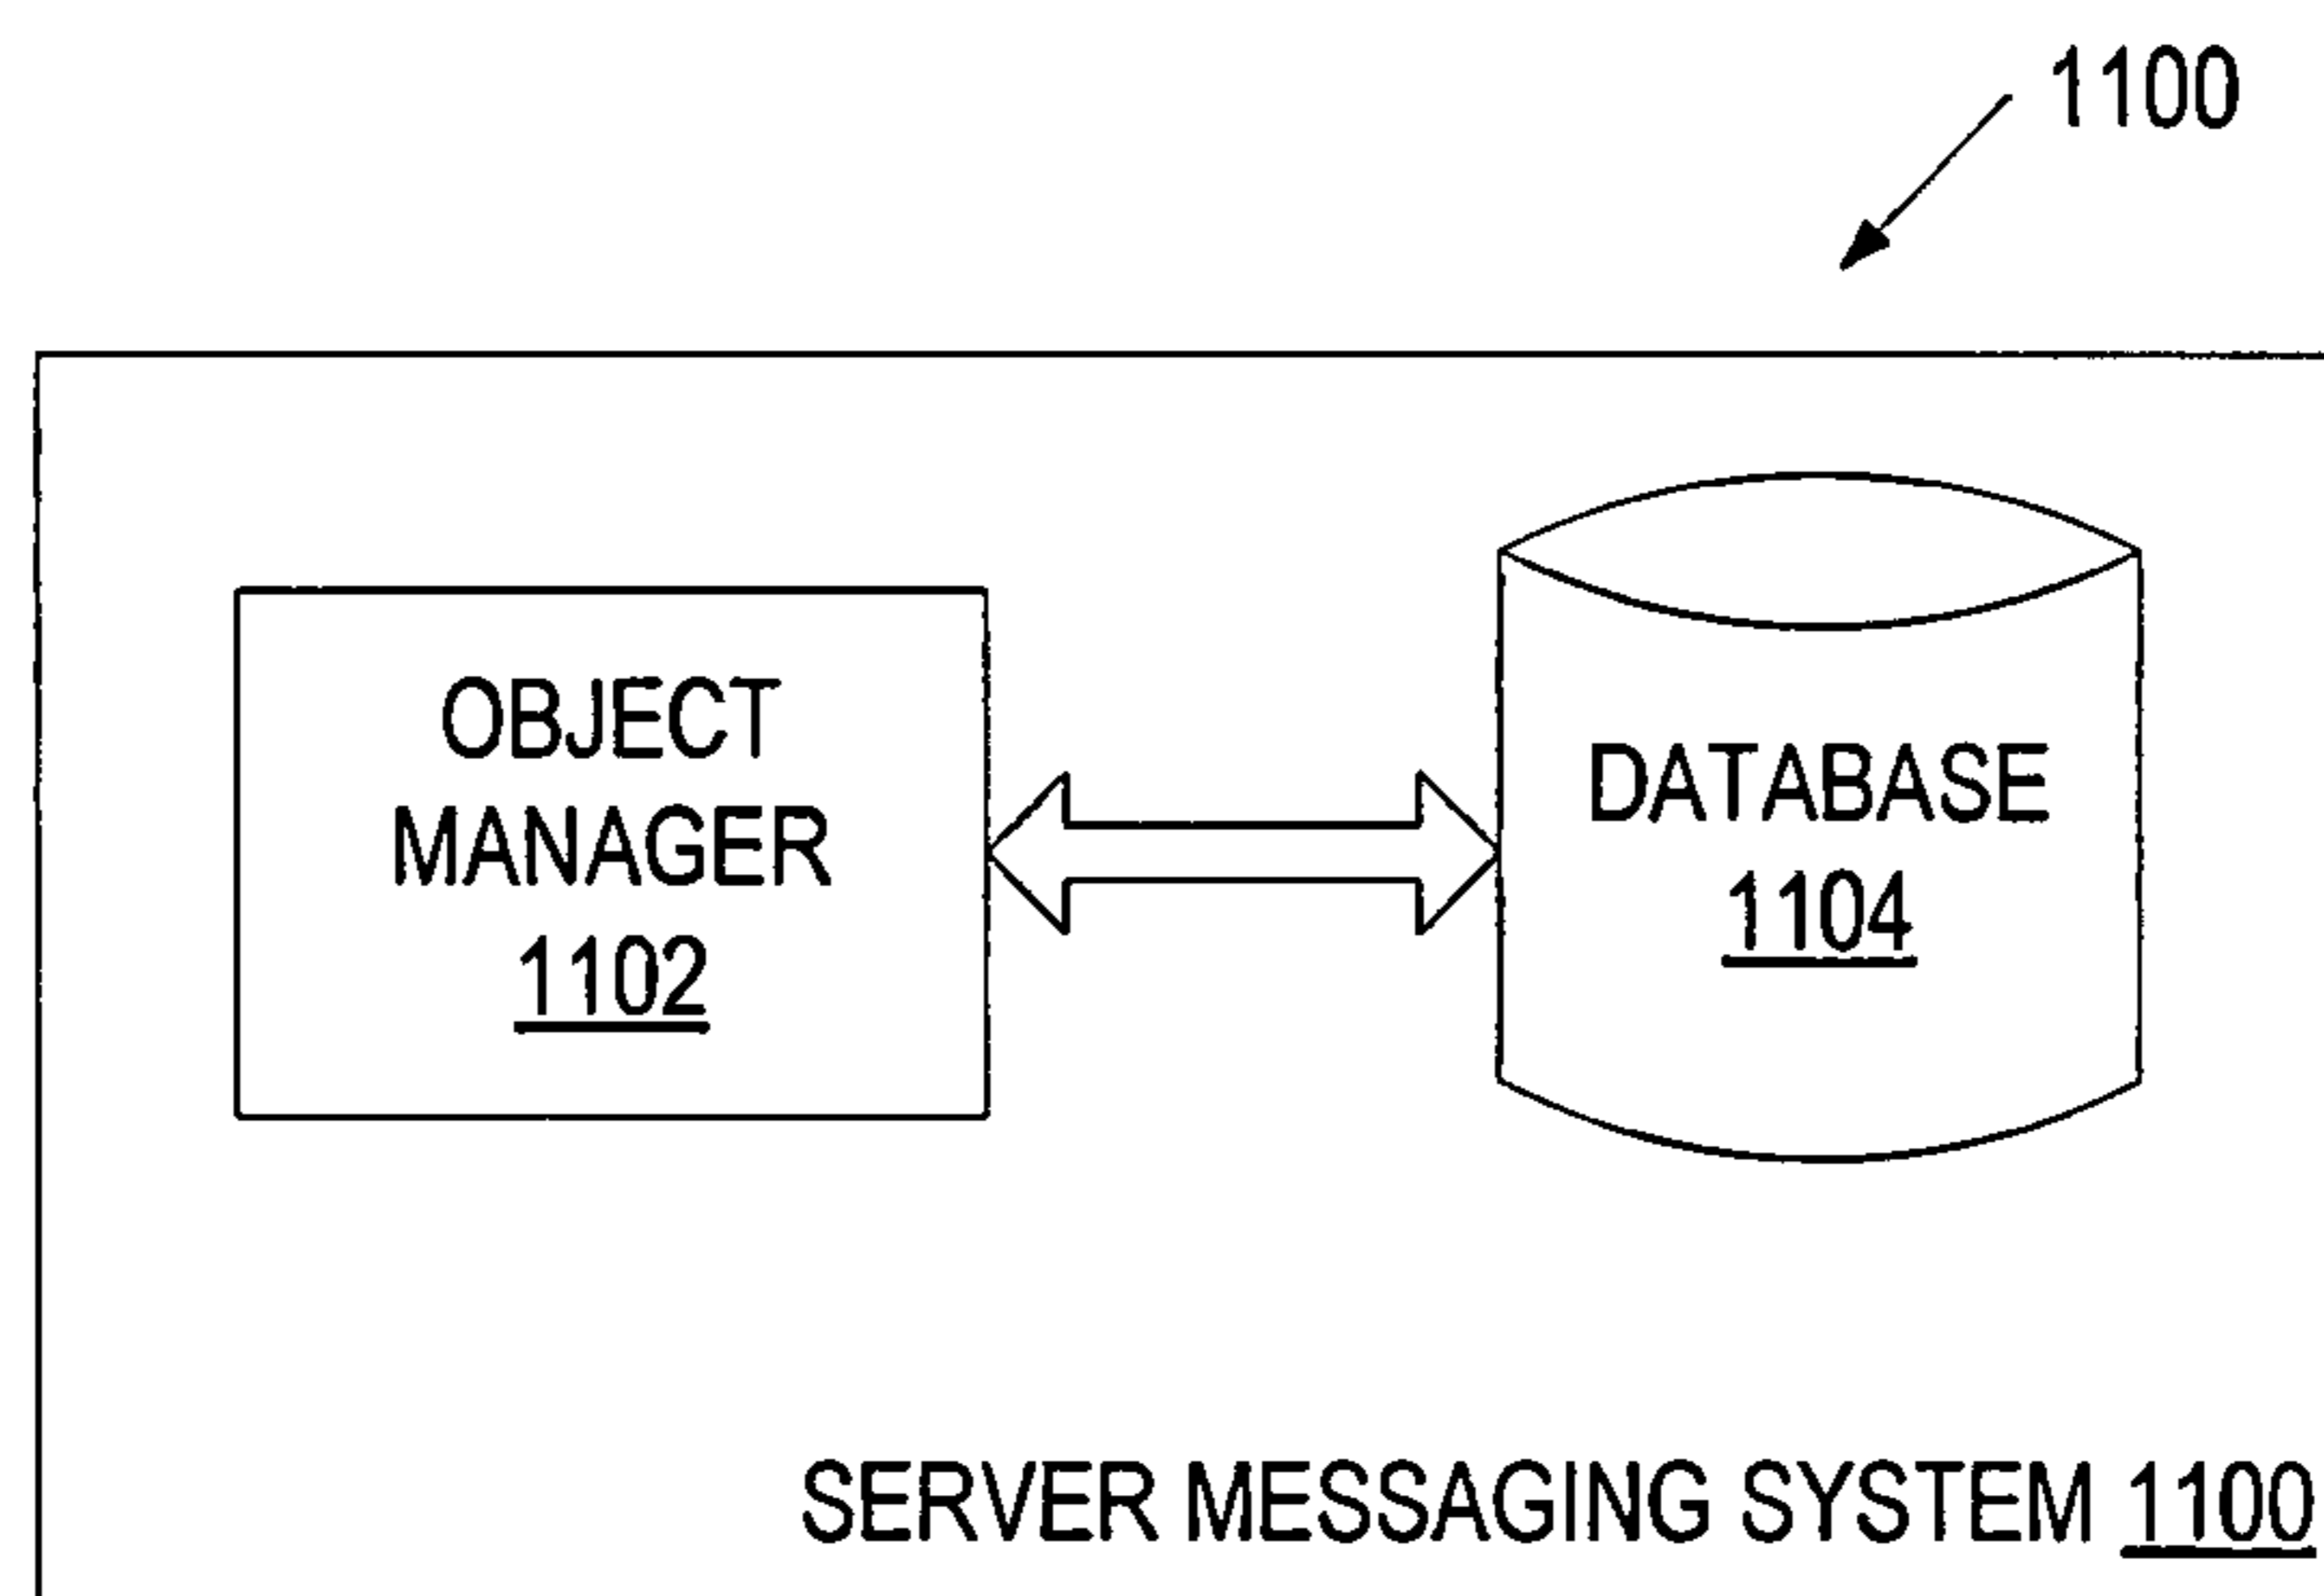 1100
OBJECT
MANAGER
1102
DATABASE
1104
SERVER MESSAGING SYSTEM 1100